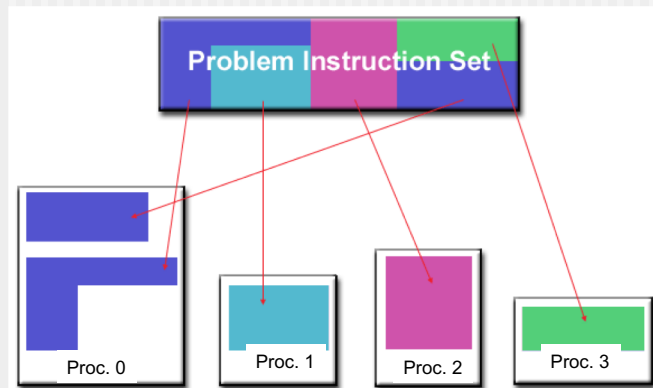 Problem Instruction Set
Proc. 0
Proc. 1
Proc. 2
Proc. 3